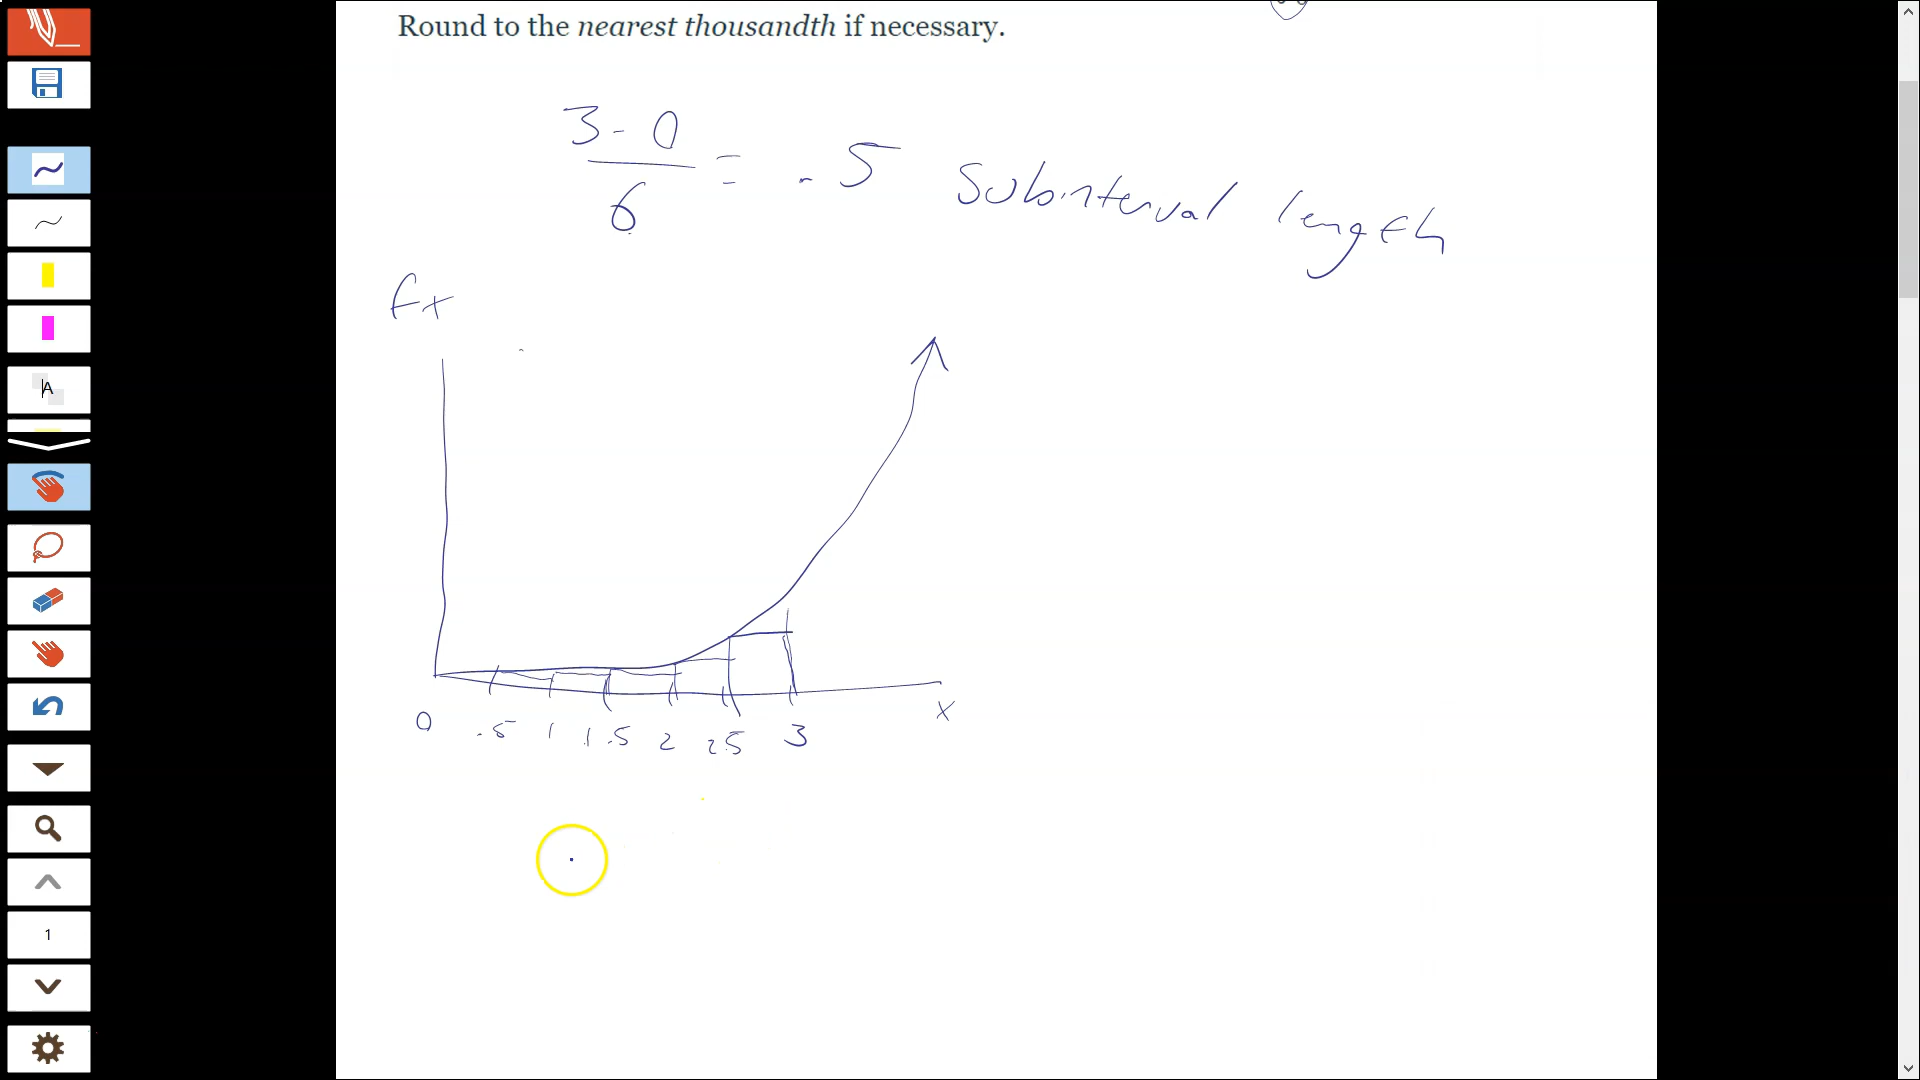 Round to the nearest thousandth if necessary.
3 - 0
6
= .5 Subinterval length
fx
A
0 .5 1 1.5 2 2.5 3 x
1